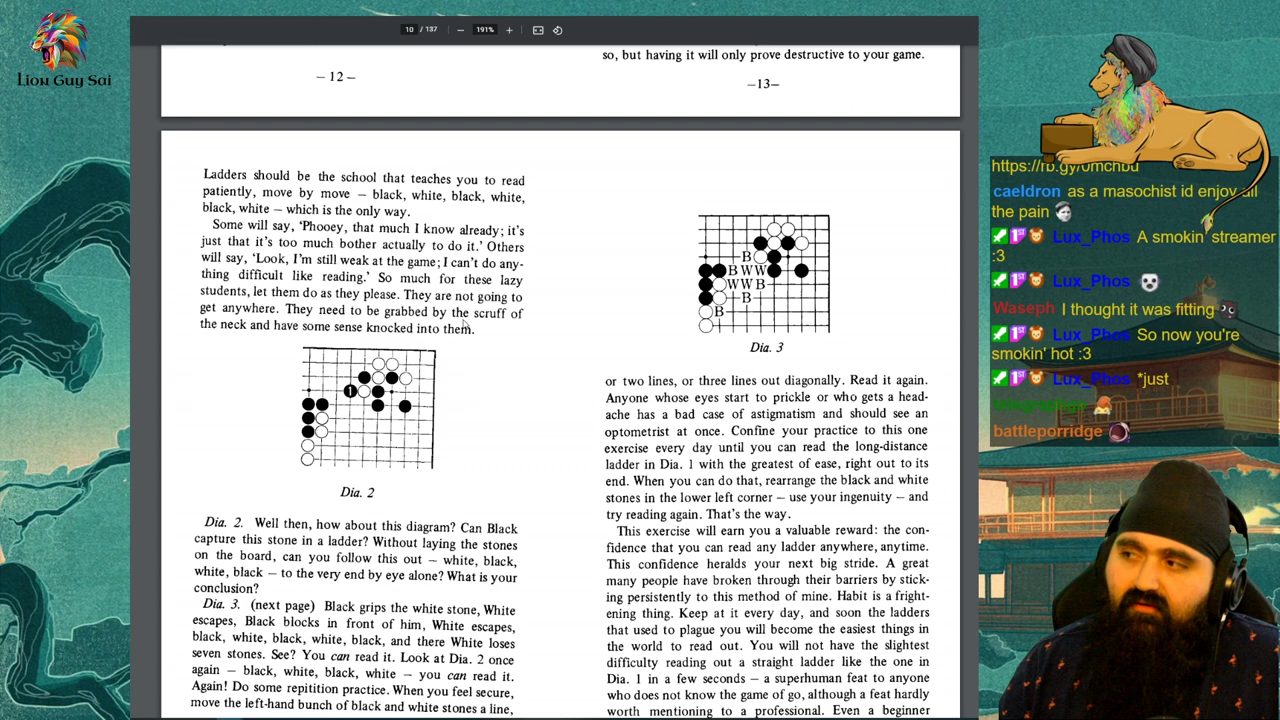 LION GUY SAI
10 / 137
191%
so, but having it will only prove destructive to your game.
– 12 –
–13–
Ladders should be the school that teaches you to read
patiently, move by move – black, white, black, white,
black, white – which is the only way.
Some will say, 'Phooey, that much I know already; it's
just that it's too much bother actually to do it.' Others
will say, 'Look, I'm still weak at the game; I can't do any-
thing difficult like reading.' So much for these lazy
students, let them do as they please. They are not going to
get anywhere. They need to be grabbed by the scruff of
the neck and have some sense knocked into them.
1
Dia. 2
Dia. 2. Well then, how about this diagram? Can Black
capture this stone in a ladder? Without laying the stones
on the board, can you follow this out – white, black,
white, black – to the very end by eye alone? What is your
conclusion?
Dia. 3. (next page) Black grips the white stone, White
escapes, Black blocks in front of him, White escapes,
black, white, black, white, black, and there White loses
seven stones. See? You can read it. Look at Dia. 2 once
again – black, white, black, white – you can read it.
Again! Do some repitition practice. When you feel secure,
move the left-hand bunch of black and white stones a line,
B
B W W
W W B
B
B
Dia. 3
or two lines, or three lines out diagonally. Read it again.
Anyone whose eyes start to prickle or who gets a head-
ache has a bad case of astigmatism and should see an
optometrist at once. Confine your practice to this one
exercise every day until you can read the long-distance
ladder in Dia. 1 with the greatest of ease, right out to its
end. When you can do that, rearrange the black and white
stones in the lower left corner – use your ingenuity – and
try reading again. That's the way.
This exercise will earn you a valuable reward: the con-
fidence that you can read any ladder anywhere, anytime.
This confidence heralds your next big stride. A great
many people have broken through their barriers by stick-
ing persistently to this method of mine. Habit is a fright-
ening thing. Keep at it every day, and soon the ladders
that used to plague you will become the easiest things in
the world to read out. You will not have the slightest
difficulty reading out a straight ladder like the one in
Dia. 1 in a few seconds – a superhuman feat to anyone
who does not know the game of go, although a feat hardly
worth mentioning to a professional. Even a beginner
caeldron as a masochist id enjoy all
the pain
Lux_Phos A smokin' streamer
:3
Lux_Phos
Waseph I thought it was fitting
Lux_Phos So now you're
smokin' hot :3
Lux_Phos *just
battleporridge